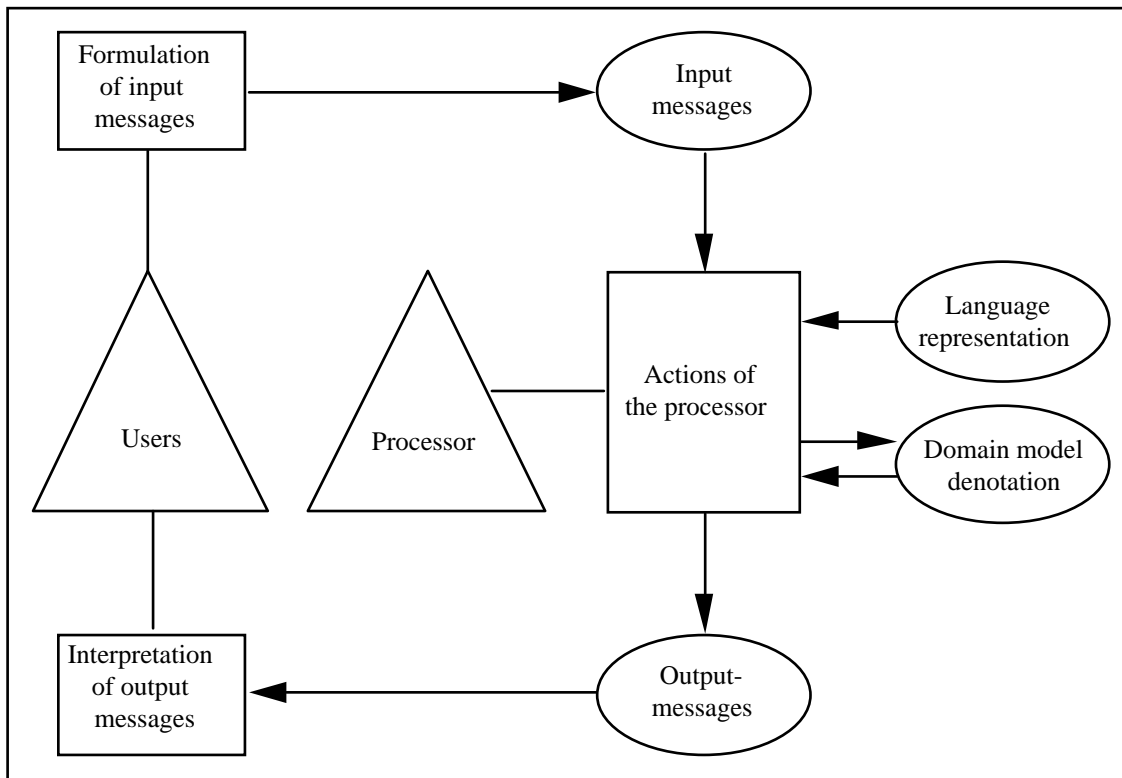 Formulation
of input
messages
Input
messages
Language
representation
Actions of
the processor
Users
Processor
Domain model
denotation
Interpretation
of output
messages
Output-
messages